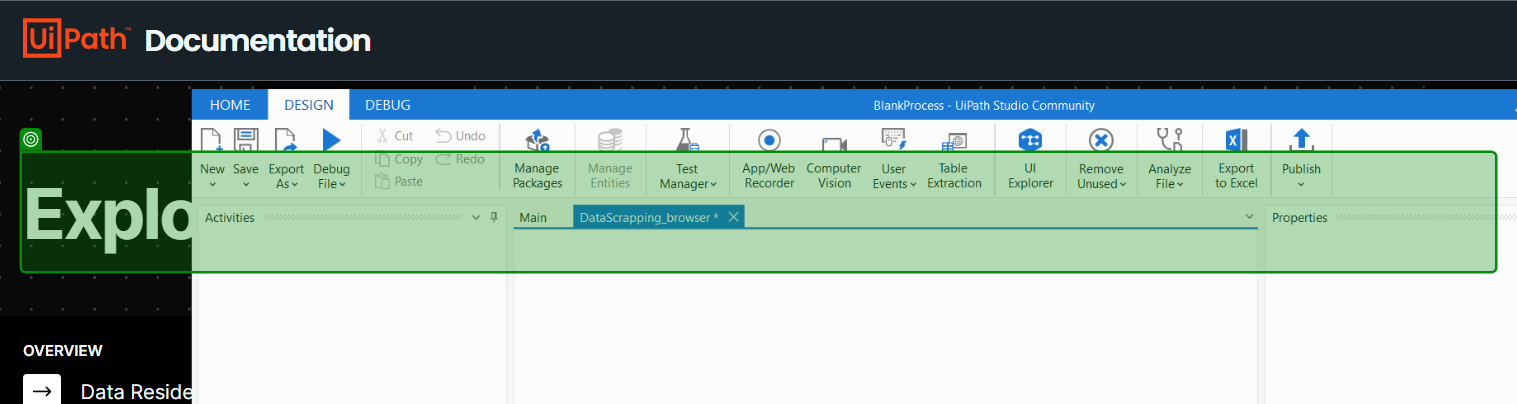 UiPath™ Documentation
HOME DESIGN DEBUG BlankProcess - UiPath Studio Community
Cut Undo
Copy Redo
Paste
New Save Export As Debug File Manage Packages Manage Entities Test Manager App/Web Recorder Computer Vision User Events Table Extraction UI Explorer Remove Unused Analyze File Export to Excel Publish
Explo
Activities Main DataScrapping_browser * Properties
OVERVIEW
→ Data Reside